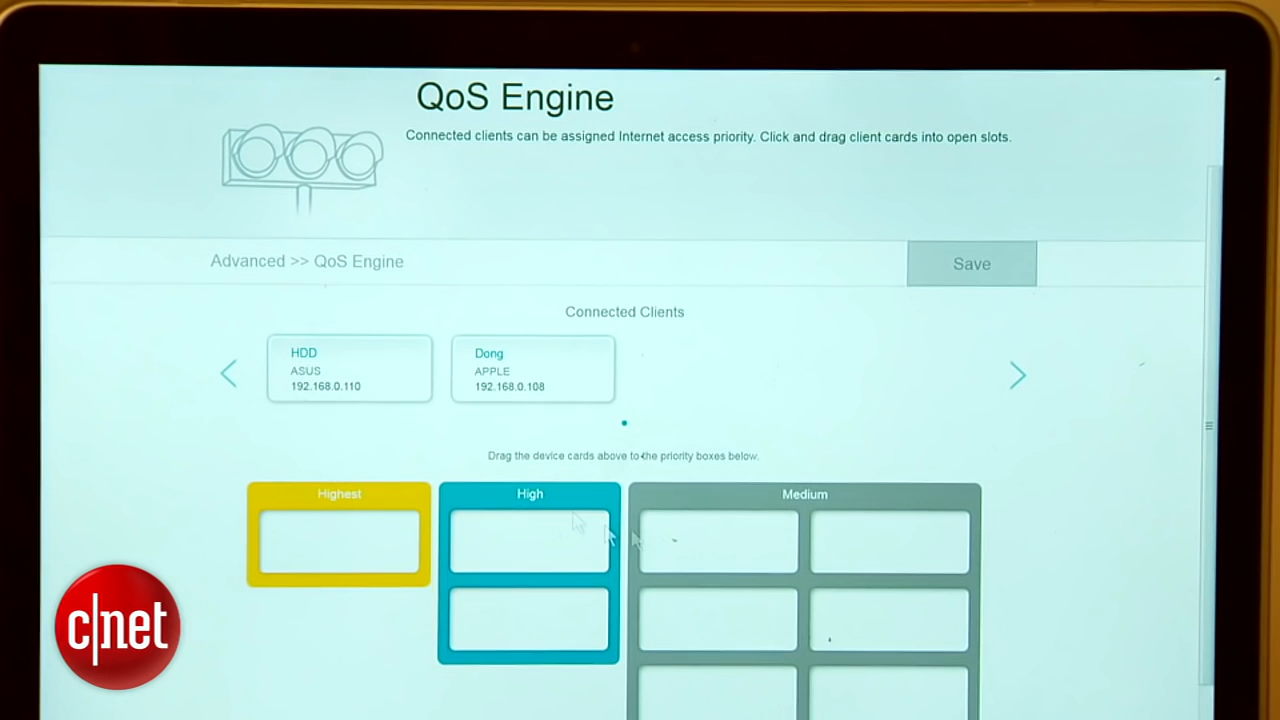 QoS Engine
Connected clients can be assigned Internet access priority. Click and drag client cards into open slots.
Advanced >> QoS Engine
Save
Connected Clients
HDD
ASUS
192.168.0.110
Dong
APPLE
192.168.0.108
Drag the device cards above to the priority boxes below.
Highest
High
Medium
c|net